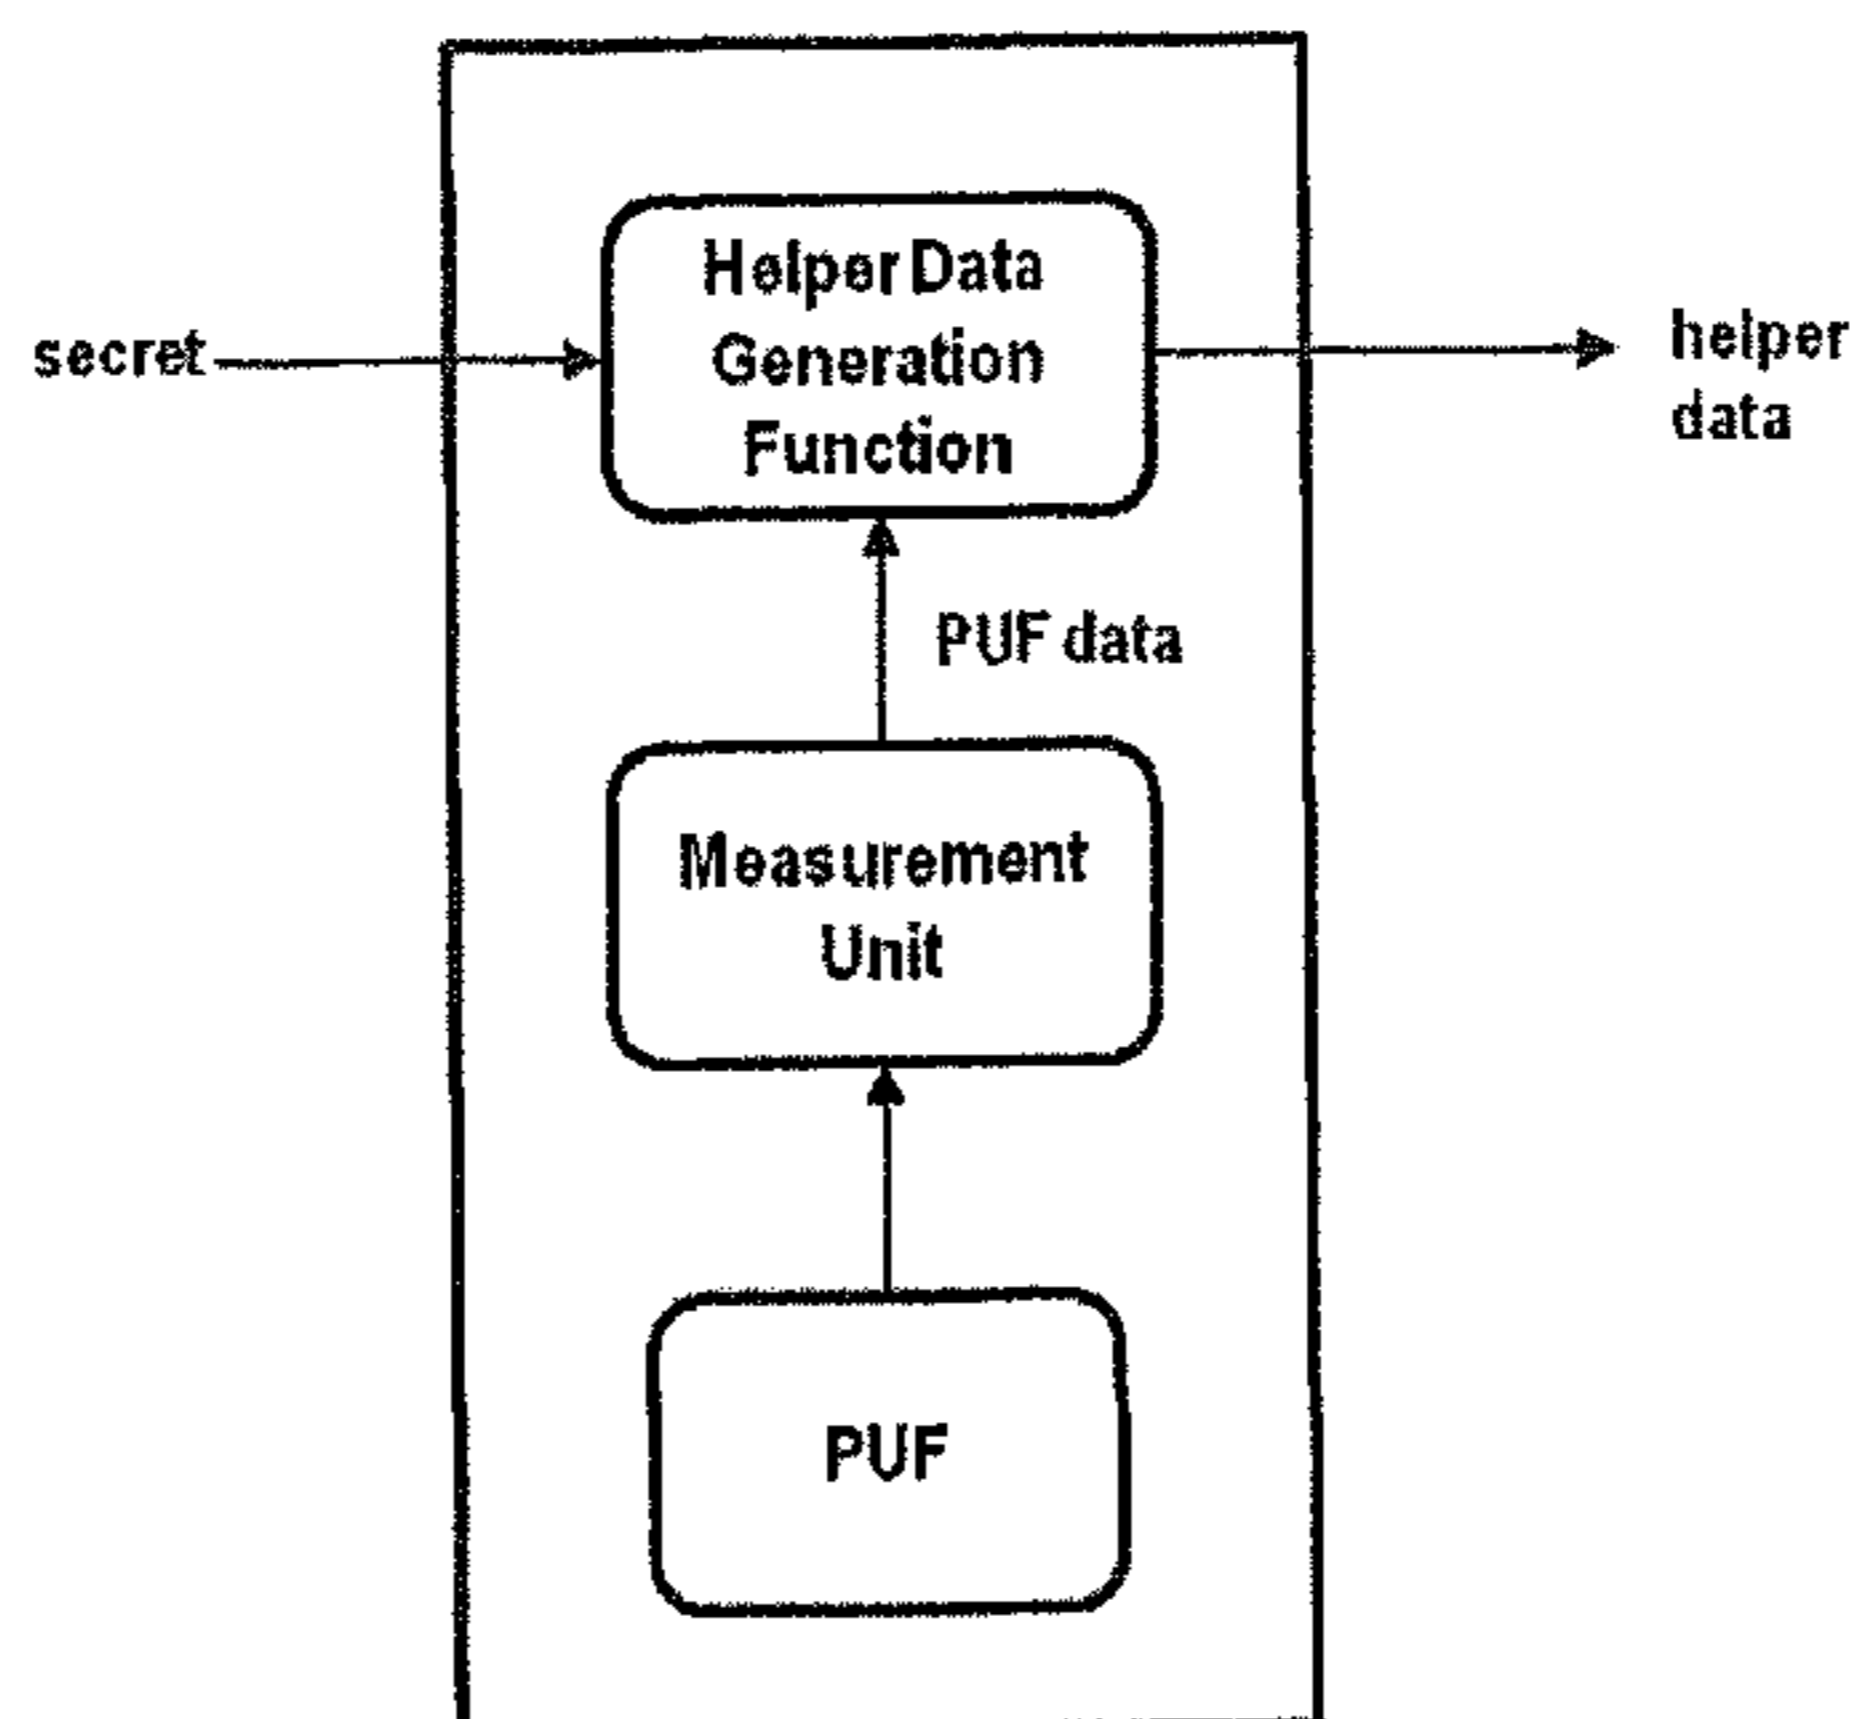 Helper Data
Generation
Function
secret
helper
data
PUF data
Measurement
Unit
PUF